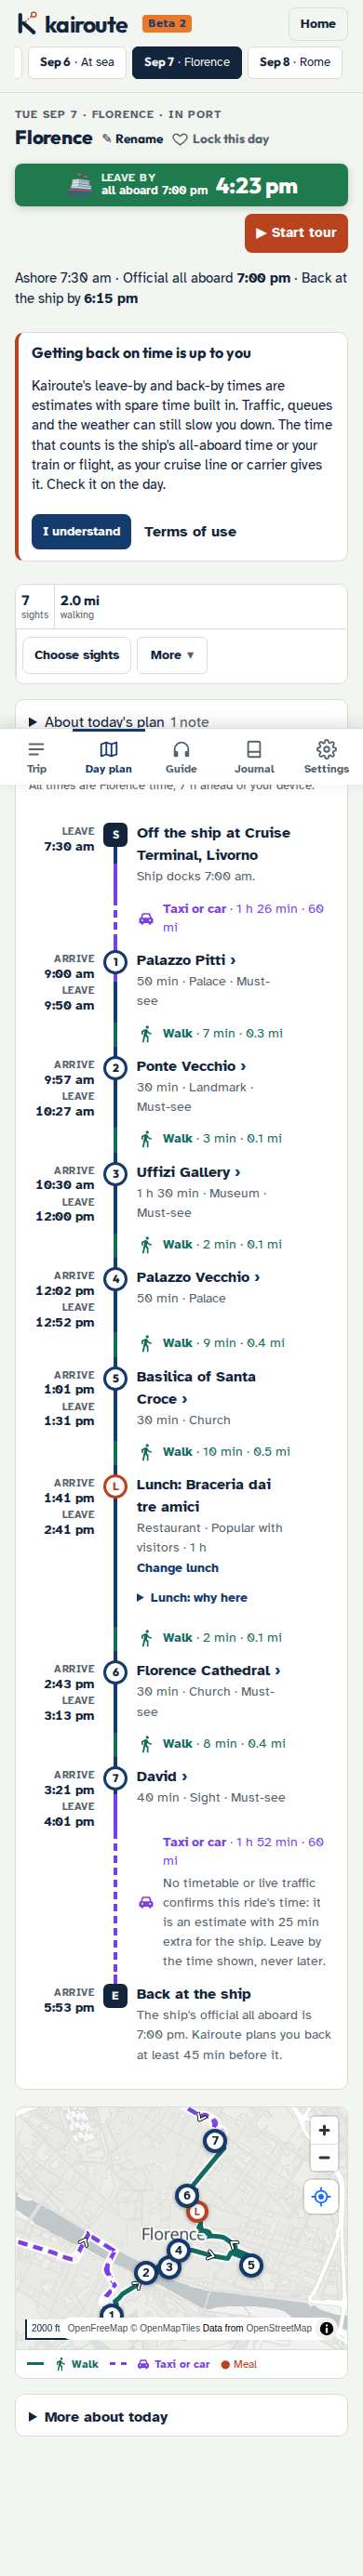 kairoute Beta 2 Home
Sep 6 · At sea Sep 7 · Florence Sep 8 · Rome
TUE SEP 7 · FLORENCE · IN PORT
Florence ✎ Rename Lock this day
LEAVE BY
all aboard 7:00 pm 4:23 pm
▶ Start tour
Ashore 7:30 am · Official all aboard 7:00 pm · Back at
the ship by 6:15 pm
Getting back on time is up to you
Kairoute's leave-by and back-by times are
estimates with spare time built in. Traffic, queues
and the weather can still slow you down. The time
that counts is the ship's all-aboard time or your
train or flight, as your cruise line or carrier gives
it. Check it on the day.
I understand Terms of use
7 2.0 mi
sights walking
Choose sights More ▾
▶ About today's plan 1 note
Trip Day plan Guide Journal Settings
All times are Florence time, 7 h ahead of your device.
LEAVE
7:30 am
S
Off the ship at Cruise
Terminal, Livorno
Ship docks 7:00 am.
Taxi or car · 1 h 26 min · 60
mi
ARRIVE
9:00 am
LEAVE
9:50 am
1
Palazzo Pitti ›
50 min · Palace · Must-
see
Walk · 7 min · 0.3 mi
ARRIVE
9:57 am
LEAVE
10:27 am
2
Ponte Vecchio ›
30 min · Landmark ·
Must-see
Walk · 3 min · 0.1 mi
ARRIVE
10:30 am
LEAVE
12:00 pm
3
Uffizi Gallery ›
1 h 30 min · Museum ·
Must-see
Walk · 2 min · 0.1 mi
ARRIVE
12:02 pm
LEAVE
12:52 pm
4
Palazzo Vecchio ›
50 min · Palace
Walk · 9 min · 0.4 mi
ARRIVE
1:01 pm
LEAVE
1:31 pm
5
Basilica of Santa
Croce ›
30 min · Church
Walk · 10 min · 0.5 mi
ARRIVE
1:41 pm
LEAVE
2:41 pm
L
Lunch: Braceria dai
tre amici
Restaurant · Popular with
visitors · 1 h
Change lunch
▶ Lunch: why here
Walk · 2 min · 0.1 mi
ARRIVE
2:43 pm
LEAVE
3:13 pm
6
Florence Cathedral ›
30 min · Church · Must-
see
Walk · 8 min · 0.4 mi
ARRIVE
3:21 pm
LEAVE
4:01 pm
7
David ›
40 min · Sight · Must-see
Taxi or car · 1 h 52 min · 60
mi
No timetable or live traffic
confirms this ride's time: it
is an estimate with 25 min
extra for the ship. Leave by
the time shown, never later.
ARRIVE
5:53 pm
E
Back at the ship
The ship's official all aboard is
7:00 pm. Kairoute plans you back
at least 45 min before it.
7
6
L
Florence
4
2 3 5
1
+
−
2000 ft OpenFreeMap © OpenMapTiles Data from OpenStreetMap
Walk Taxi or car Meal
▶ More about today